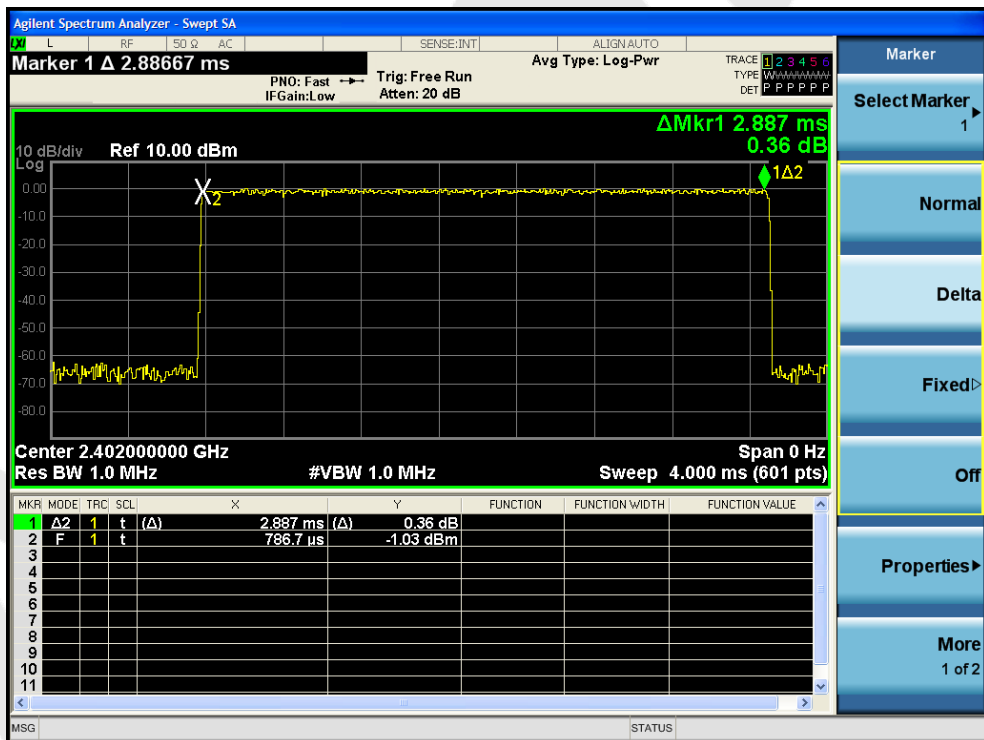 Agilent Spectrum Analyzer - Swept SA
LXI L RF 50 Ω AC SENSE:INT ALIGN AUTO
Marker 1 Δ 2.88667 ms
PNO: Fast
IFGain:Low
Trig: Free Run
Atten: 20 dB
Avg Type: Log-Pwr
TRACE 1 2 3 4 5 6
TYPE W
DET P P P P P P
ΔMkr1 2.887 ms
0.36 dB
10 dB/div Ref 10.00 dBm
Log
1Δ2
2
0.00
-10.0
-20.0
-30.0
-40.0
-50.0
-60.0
-70.0
-80.0
Center 2.402000000 GHz Span 0 Hz
Res BW 1.0 MHz #VBW 1.0 MHz Sweep 4.000 ms (601 pts)
MKR MODE TRC SCL X Y FUNCTION FUNCTION WIDTH FUNCTION VALUE
1 Δ2 1 t (Δ) 2.887 ms (Δ) 0.36 dB
2 F 1 t 786.7 µs -1.03 dBm
3
4
5
6
7
8
9
10
11
MSG STATUS
Marker
Select Marker
1
Normal
Delta
Fixed
Off
Properties
More
1 of 2